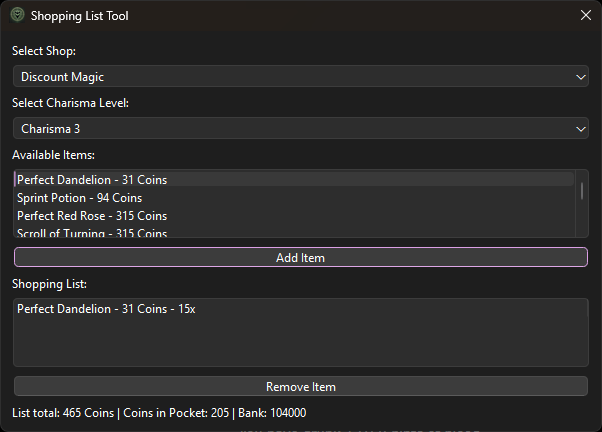 Shopping List Tool
Select Shop:
Discount Magic
Select Charisma Level:
Charisma 3
Available Items:
Perfect Dandelion - 31 Coins
Sprint Potion - 94 Coins
Perfect Red Rose - 315 Coins
Scroll of Turning - 315 Coins
Add Item
Shopping List:
Perfect Dandelion - 31 Coins - 15x
Remove Item
List total: 465 Coins | Coins in Pocket: 205 | Bank: 104000